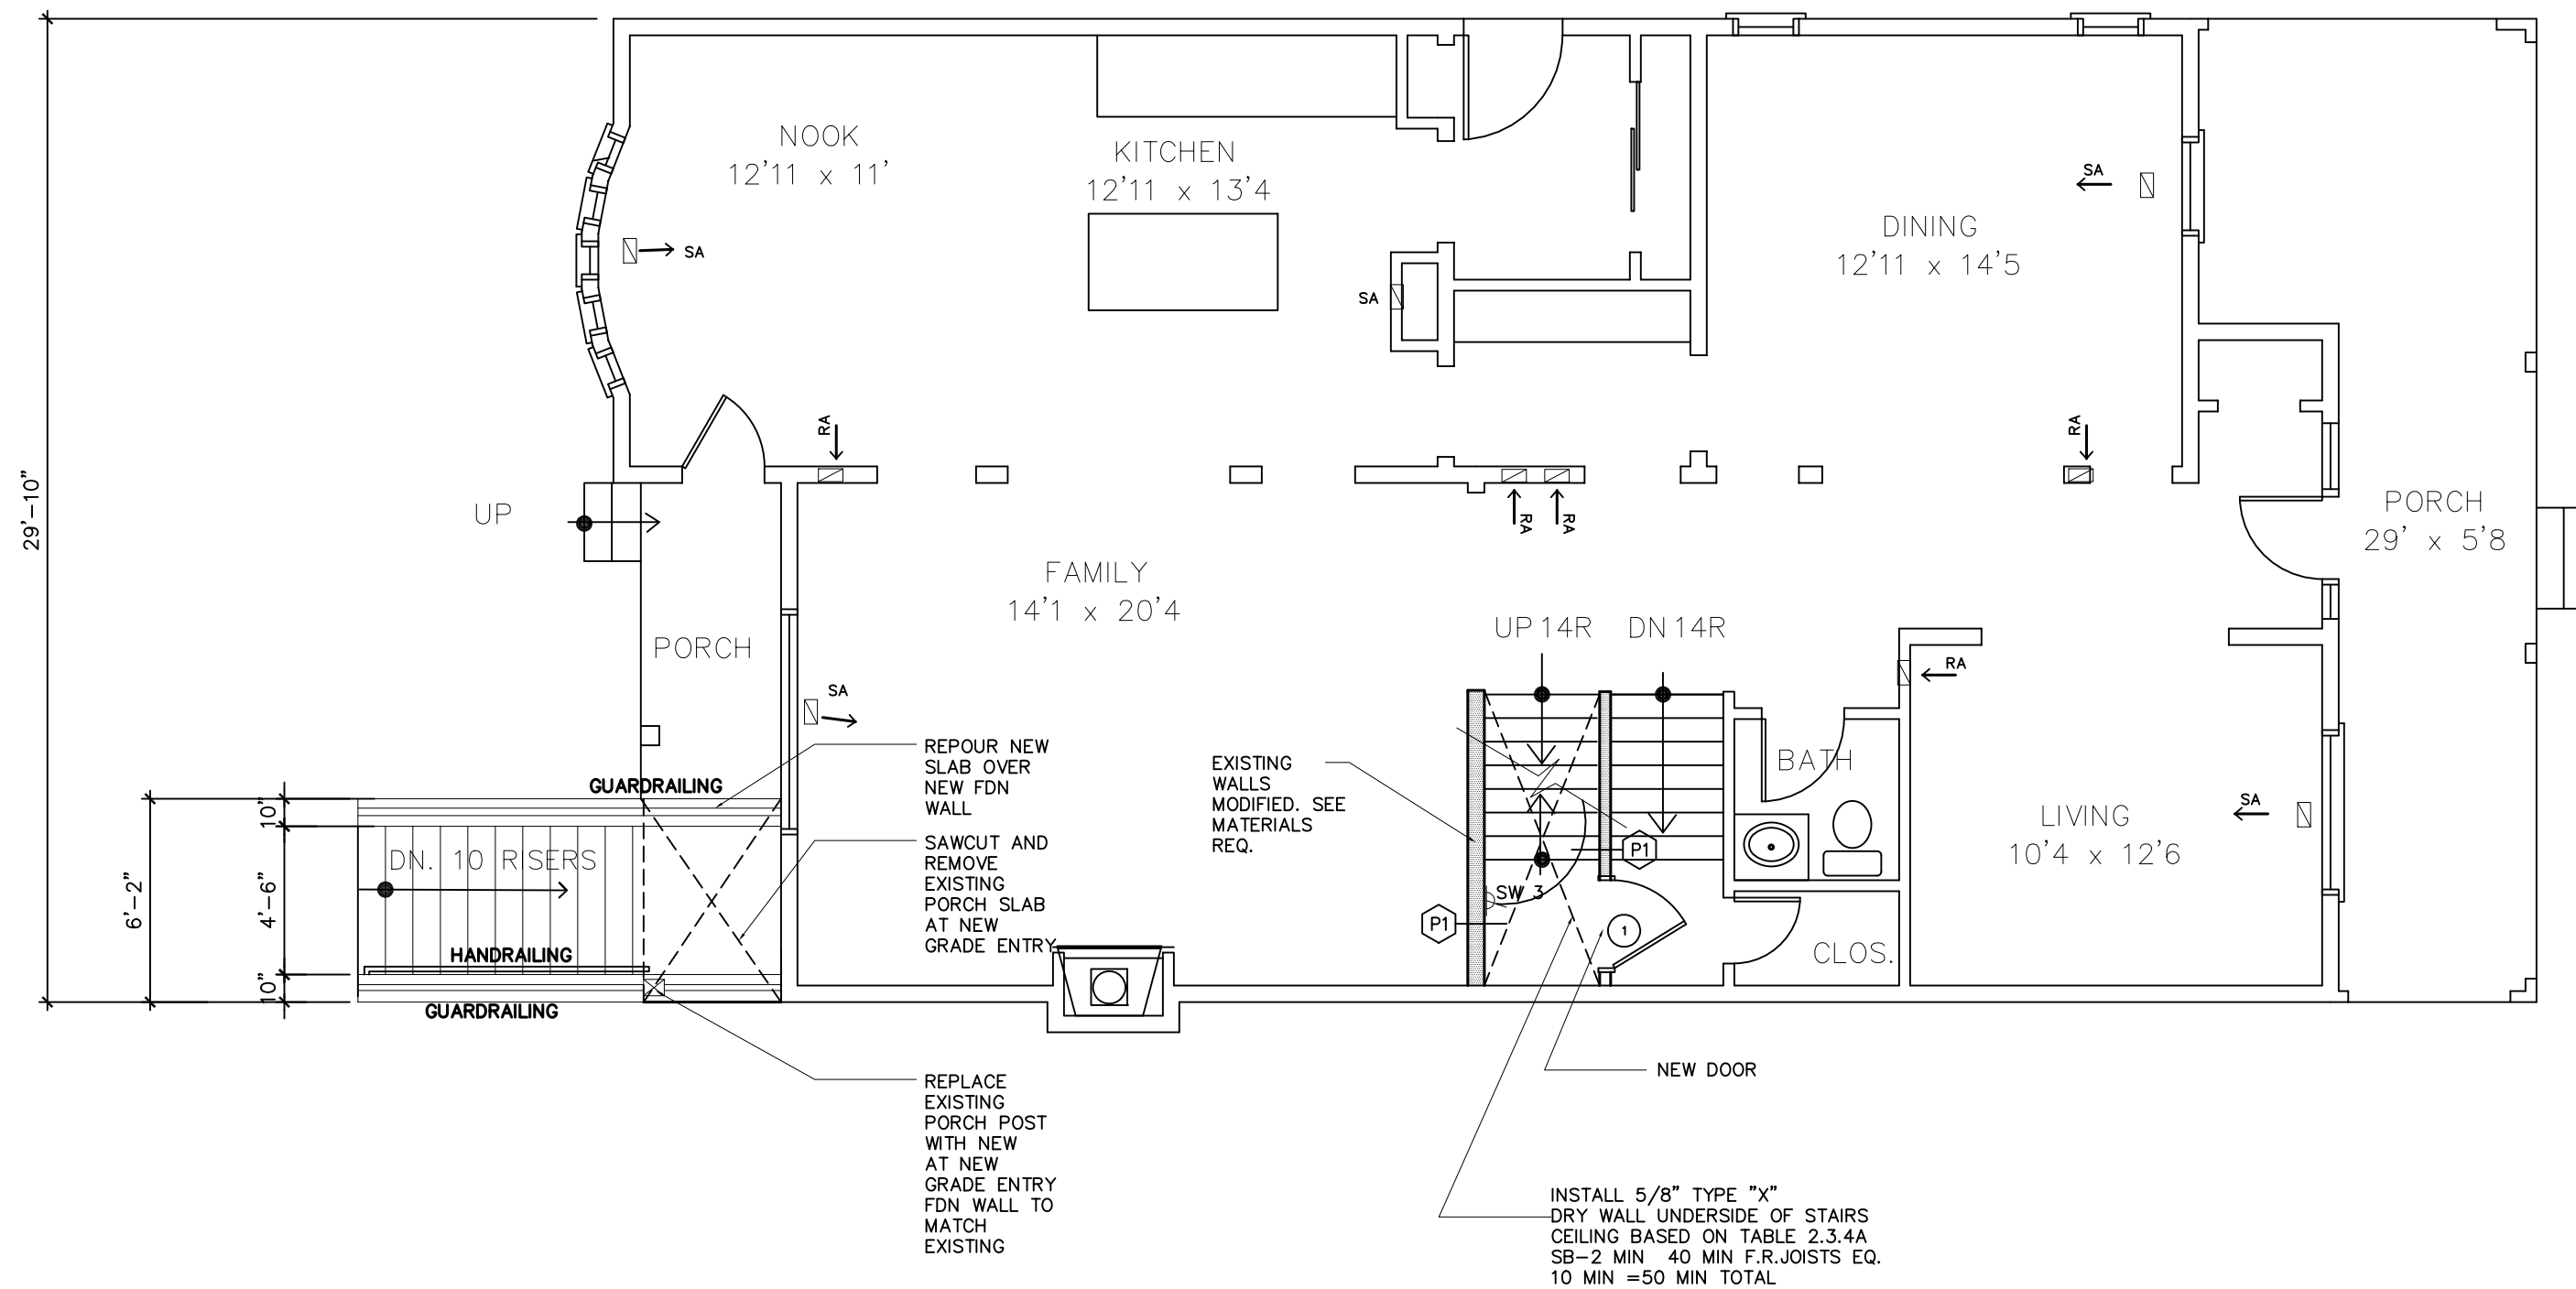 NOOK
12'11 x 11'
KITCHEN
12'11 x 13'4
DINING
12'11 x 14'5
SA
SA
SA
RA
RA
RA
RA
UP
29'-10"
PORCH
29' x 5'8
FAMILY
14'1 x 20'4
PORCH
UP 14R
DN 14R
RA
SA
GUARDRAILING
REPOUR NEW
SLAB OVER
NEW FDN
WALL
SAWCUT AND
REMOVE
EXISTING
PORCH SLAB
AT NEW
GRADE ENTRY
EXISTING
WALLS
MODIFIED. SEE
MATERIALS
REQ.
BATH
LIVING
10'4 x 12'6
SA
P1
SW 3
P1
1
CLOS.
6'-2"
10"
4'-6"
10"
DN. 10 RISERS
HANDRAILING
GUARDRAILING
REPLACE
EXISTING
PORCH POST
WITH NEW
AT NEW
GRADE ENTRY
FDN WALL TO
MATCH
EXISTING
NEW DOOR
INSTALL 5/8" TYPE "X"
DRY WALL UNDERSIDE OF STAIRS
CEILING BASED ON TABLE 2.3.4A
SB-2 MIN 40 MIN F.R.JOISTS EQ.
10 MIN =50 MIN TOTAL